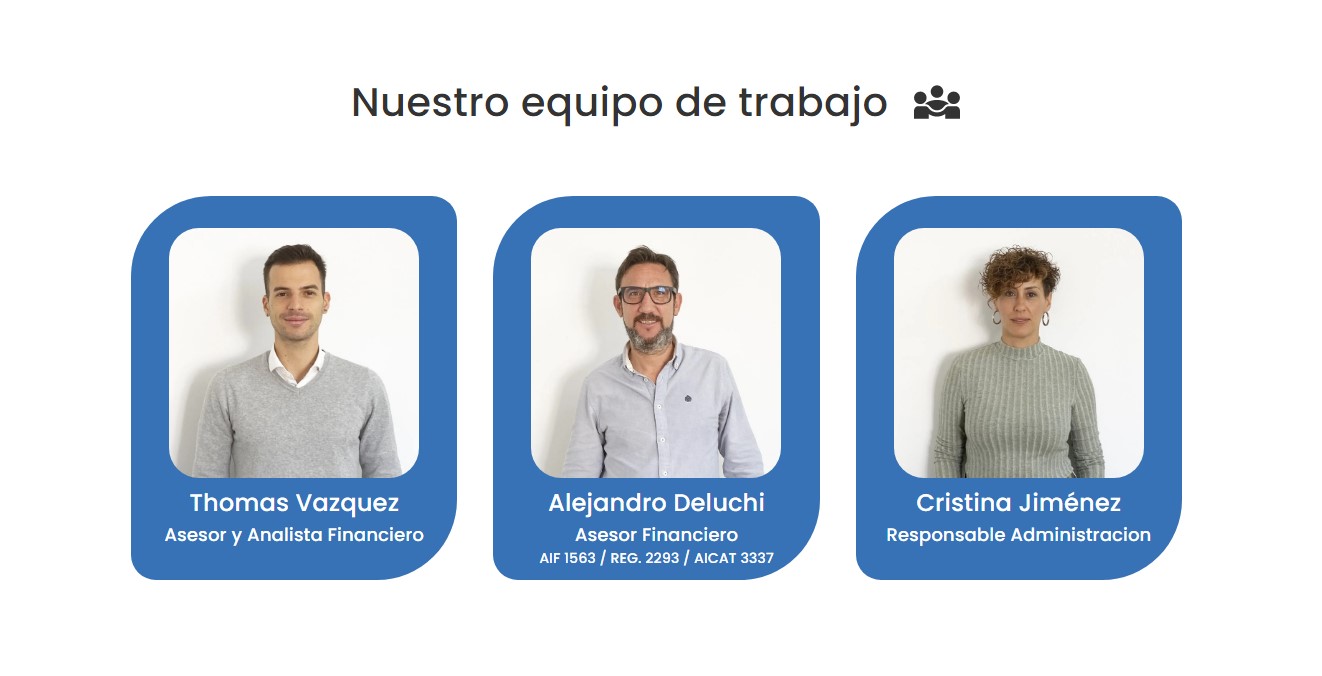 Nuestro equipo de trabajo
Thomas Vazquez
Asesor y Analista Financiero
Alejandro Deluchi
Asesor Financiero
AIF 1563 / REG. 2293 / AICAT 3337
Cristina Jiménez
Responsable Administracion